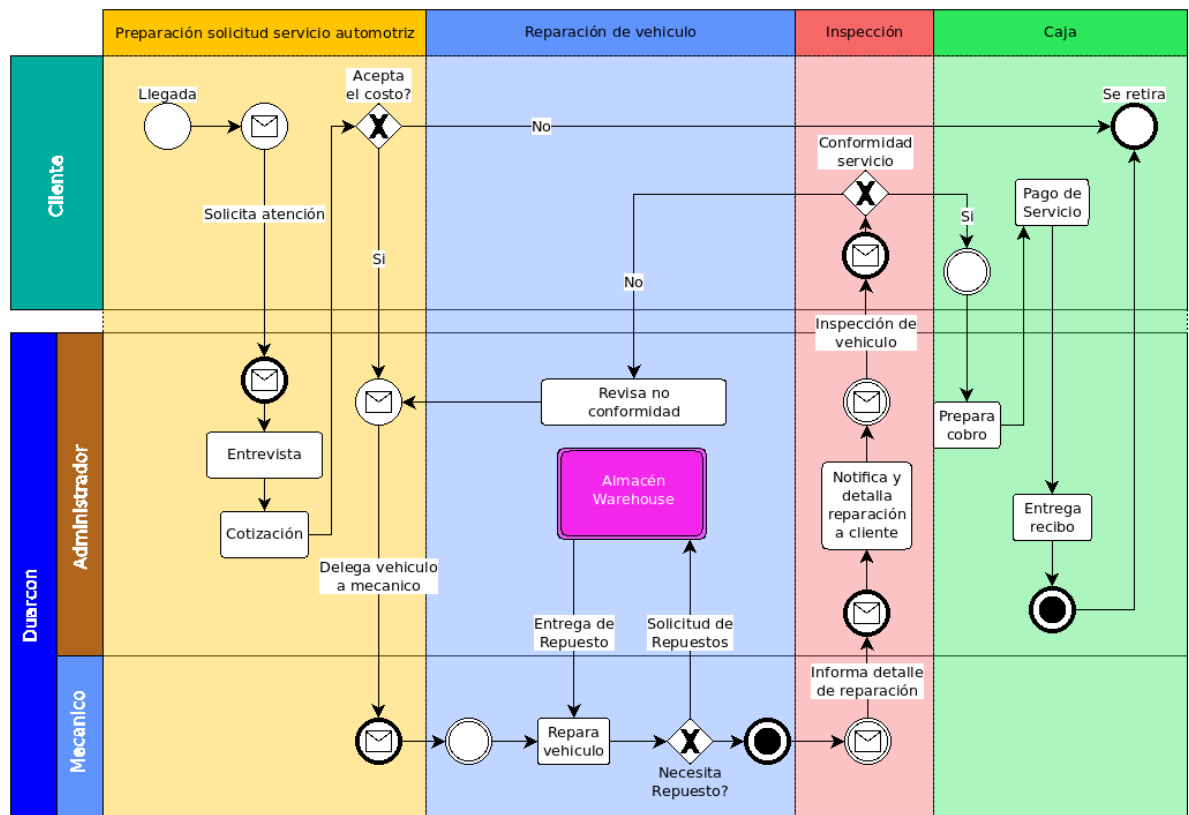 Preparación solicitud servicio automotriz
Reparación de vehiculo
Inspección
Caja
Cliente
Llegada
Acepta
el costo?
No
Se retira
Conformidad
servicio
Solicita atención
Si
No
Si
Pago de
Servicio
Duarcon
Administrador
Inspección de
vehiculo
Revisa no
conformidad
Prepara
cobro
Entrevista
Cotización
Almacén
Warehouse
Notifica y
detalla
reparación
a cliente
Entrega
recibo
Delega vehiculo
a mecanico
Entrega de
Repuesto
Solicitud de
Repuestos
Mecanico
Informa detalle
de reparación
Repara
vehiculo
Necesita
Repuesto?